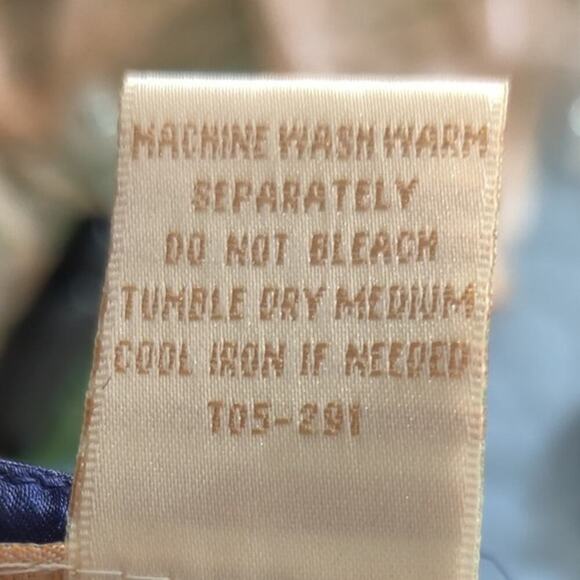 MACHINE WASH WARM
SEPARATELY
DO NOT BLEACH
TUMBLE DRY MEDIUM
COOL IRON IF NEEDED
T05-291